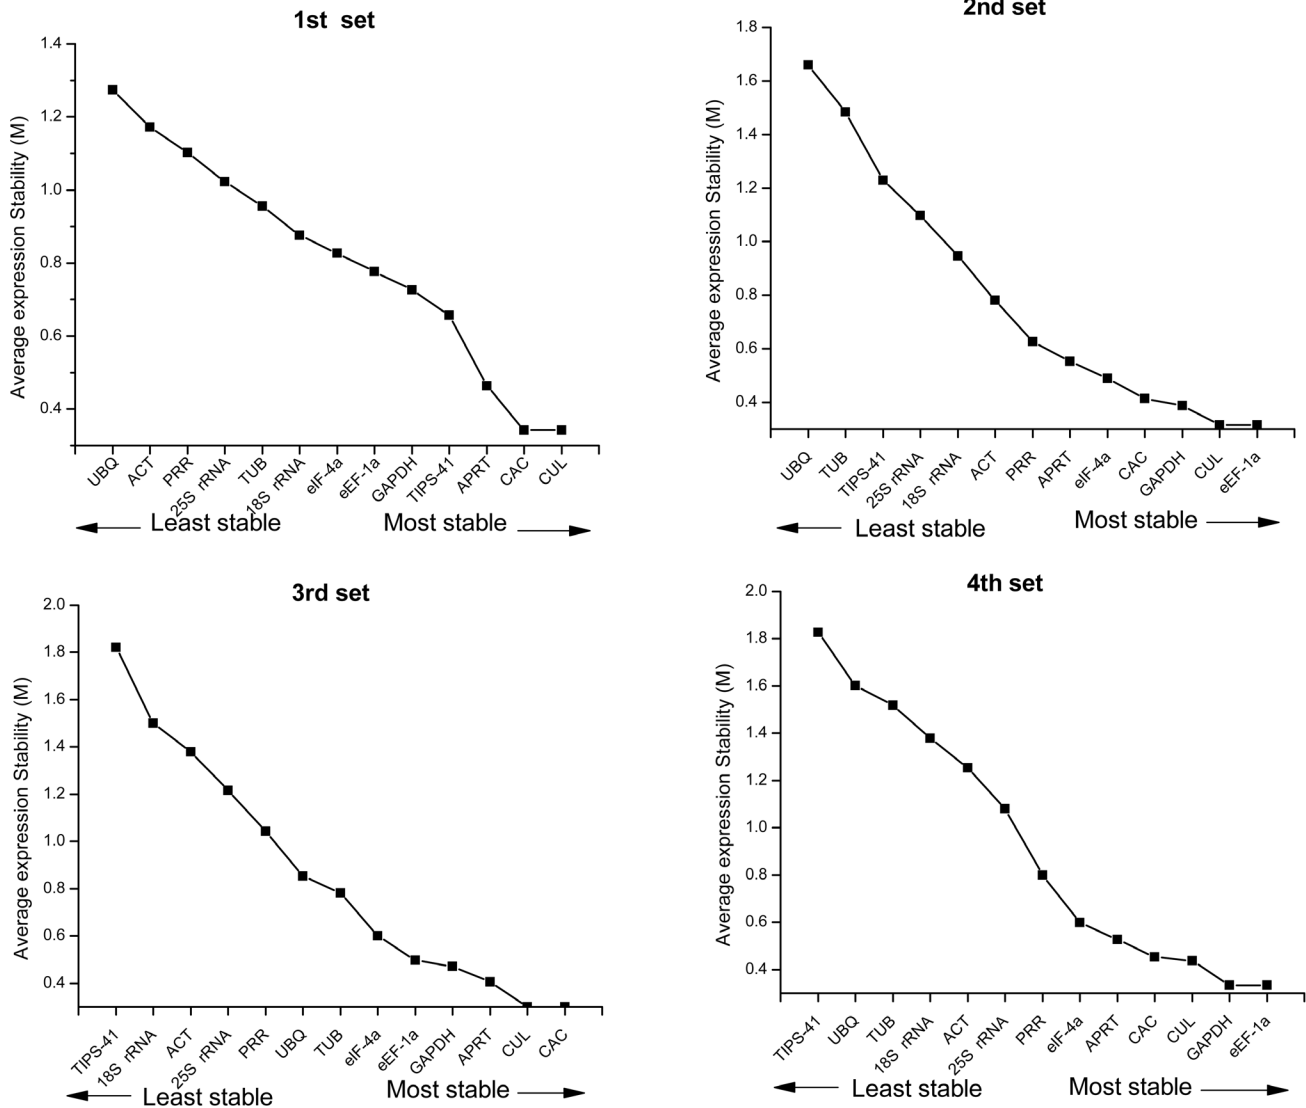 1st set
Average expression Stability (M)
1.4
1.2
1.0
0.8
0.6
0.4
UBQ
ACT
PRR
25S rRNA
TUB
18S rRNA
eIF-4a
eEF-1a
GAPDH
TIPS-41
APRT
CAC
CUL
Least stable
Most stable
2nd set
Average expression Stability (M)
1.8
1.6
1.4
1.2
1.0
0.8
0.6
0.4
UBQ
TUB
TIPS-41
25S rRNA
18S rRNA
ACT
PRR
APRT
eIF-4a
CAC
GAPDH
CUL
eEF-1a
Least stable
Most stable
3rd set
Average expression Stability (M)
2.0
1.8
1.6
1.4
1.2
1.0
0.8
0.6
0.4
TIPS-41
18S rRNA
ACT
25S rRNA
PRR
UBQ
TUB
eIF-4a
eEF-1a
GAPDH
APRT
CUL
CAC
Least stable
Most stable
4th set
Average expression Stability (M)
2.0
1.8
1.6
1.4
1.2
1.0
0.8
0.6
0.4
TIPS-41
UBQ
TUB
18S rRNA
ACT
25S rRNA
PRR
eIF-4a
APRT
CAC
CUL
GAPDH
eEF-1a
Least stable
Most stable